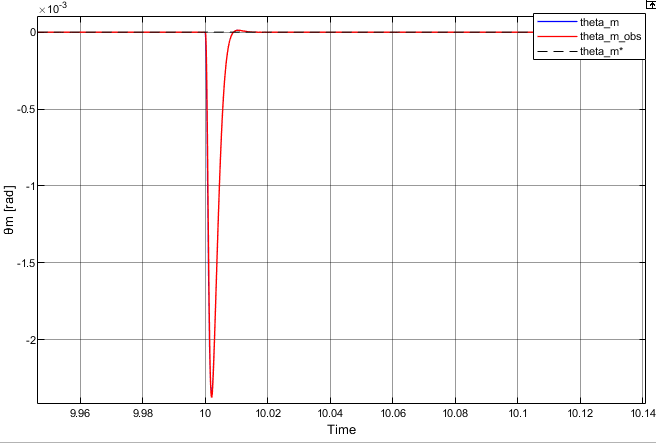 ×10⁻³
theta_m
theta_m_obs
theta_m*
0
-0.5
-1
-1.5
-2
θm [rad]
9.96 9.98 10 10.02 10.04 10.06 10.08 10.1 10.12 10.14
Time